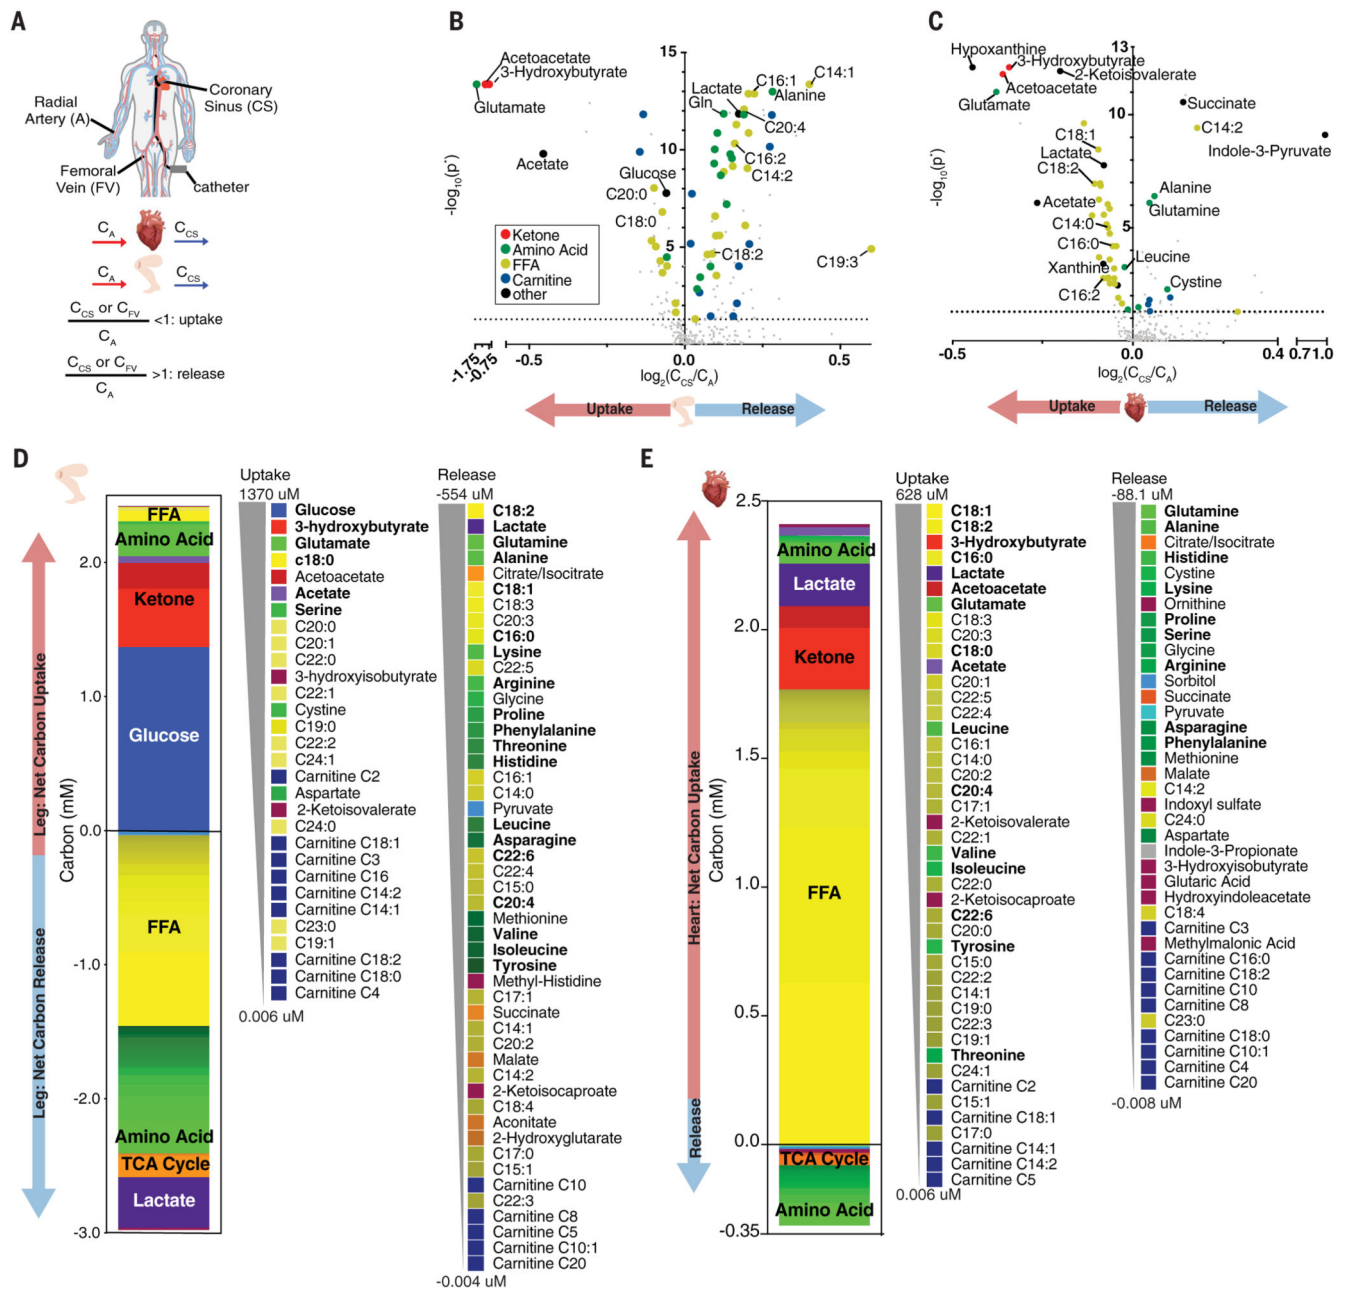 A
Radial
Artery (A)
Coronary
Sinus (CS)
Femoral
Vein (FV)
catheter
C_A
C_CS
C_A
C_CS
C_CS or C_FV
C_A
<1: uptake
C_CS or C_FV
C_A
>1: release
B
15
10
5
-log10(p*)
Acetoacetate
3-Hydroxybutyrate
Glutamate
Acetate
C16:1
C14:1
Lactate
Alanine
Gln
C20:4
C16:2
C14:2
Glucose
C20:0
C18:0
C18:2
C19:3
Ketone
Amino Acid
FFA
Carnitine
other
-1.75
-0.75
-0.5
0.0
0.5
log2(C_CS/C_A)
Uptake
Release
C
13
10
5
-log10(p*)
Hypoxanthine
3-Hydroxybutyrate
2-Ketoisovalerate
Acetoacetate
Glutamate
Succinate
C14:2
Indole-3-Pyruvate
C18:1
Lactate
C18:2
Acetate
Alanine
Glutamine
C14:0
C16:0
Xanthine
Leucine
Cystine
C16:2
-0.5
0.0
0.4
0.71.0
log2(C_CS/C_A)
Uptake
Release
D
Leg: Net Carbon Uptake
Leg: Net Carbon Release
Carbon (mM)
2.0
1.0
0.0
-1.0
-2.0
-3.0
FFA
Amino Acid
Ketone
Glucose
FFA
Amino Acid
TCA Cycle
Lactate
Uptake
1370 uM
Glucose
3-hydroxybutyrate
Glutamate
c18:0
Acetoacetate
Acetate
Serine
C20:0
C20:1
C22:0
3-hydroxyisobutyrate
C22:1
Cystine
C19:0
C22:2
C24:1
Carnitine C2
Aspartate
2-Ketoisovalerate
C24:0
Carnitine C18:1
Carnitine C3
Carnitine C16
Carnitine C14:2
Carnitine C14:1
C23:0
C19:1
Carnitine C18:2
Carnitine C18:0
Carnitine C4
0.006 uM
Release
-554 uM
C18:2
Lactate
Glutamine
Alanine
Citrate/Isocitrate
C18:1
C18:3
C20:3
C16:0
Lysine
C22:5
Arginine
Glycine
Proline
Phenylalanine
Threonine
Histidine
C16:1
C14:0
Pyruvate
Leucine
Asparagine
C22:6
C22:4
C15:0
C20:4
Methionine
Valine
Isoleucine
Tyrosine
Methyl-Histidine
C17:1
Succinate
C14:1
C20:2
Malate
C14:2
2-Ketoisocaproate
C18:4
Aconitate
2-Hydroxyglutarate
C17:0
C15:1
Carnitine C10
C22:3
Carnitine C8
Carnitine C5
Carnitine C10:1
Carnitine C20
-0.004 uM
E
Heart: Net Carbon Uptake
Release
Carbon (mM)
2.5
2.0
1.5
1.0
0.5
0.0
-0.35
Amino Acid
Lactate
Ketone
FFA
TCA Cycle
Amino Acid
Uptake
628 uM
C18:1
C18:2
3-Hydroxybutyrate
C16:0
Lactate
Acetoacetate
Glutamate
C18:3
C20:3
C18:0
Acetate
C20:1
C22:5
C22:4
Leucine
C16:1
C14:0
C20:2
C20:4
C17:1
2-Ketoisovalerate
C22:1
Valine
Isoleucine
C22:0
2-Ketoisocaproate
C22:6
C20:0
Tyrosine
C15:0
C22:2
C14:1
C19:0
C22:3
C19:1
Threonine
C24:1
Carnitine C2
C15:1
Carnitine C18:1
C17:0
Carnitine C14:1
Carnitine C14:2
Carnitine C5
0.006 uM
Release
-88.1 uM
Glutamine
Alanine
Citrate/Isocitrate
Histidine
Cystine
Lysine
Ornithine
Proline
Serine
Glycine
Arginine
Sorbitol
Succinate
Pyruvate
Asparagine
Phenylalanine
Methionine
Malate
C14:2
Indoxyl sulfate
C24:0
Aspartate
Indole-3-Propionate
3-Hydroxyisobutyrate
Glutaric Acid
Hydroxyindoleacetate
C18:4
Carnitine C3
Methylmalonic Acid
Carnitine C16:0
Carnitine C18:2
Carnitine C10
Carnitine C8
C23:0
Carnitine C18:0
Carnitine C10:1
Carnitine C4
Carnitine C20
-0.008 uM